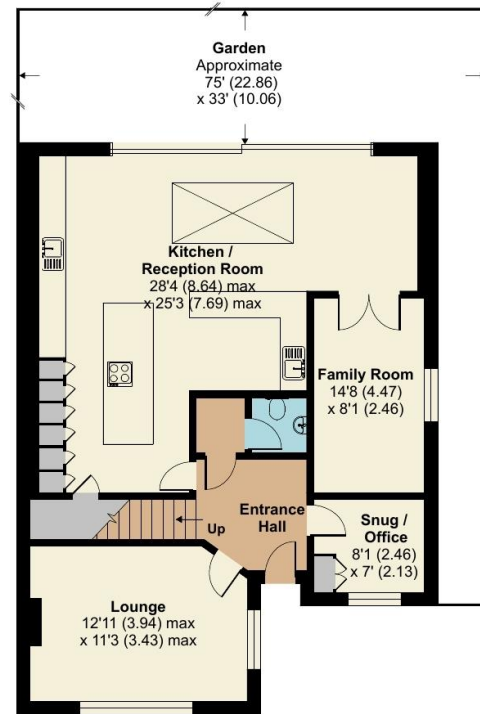 Garden
Approximate
75' (22.86)
x 33' (10.06)
Kitchen /
Reception Room
28'4 (8.64) max
x 25'3 (7.69) max
Family Room
14'8 (4.47)
x 8'1 (2.46)
Up
Entrance
Hall
Snug /
Office
8'1 (2.46)
x 7' (2.13)
Lounge
12'11 (3.94) max
x 11'3 (3.43) max